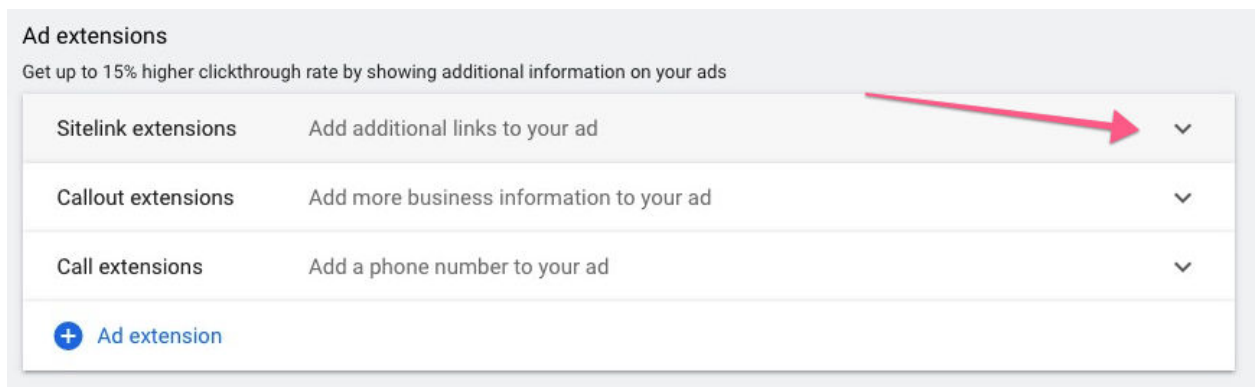 Ad extensions
Get up to 15% higher clickthrough rate by showing additional information on your ads
Sitelink extensions Add additional links to your ad
Callout extensions Add more business information to your ad
Call extensions Add a phone number to your ad
Ad extension